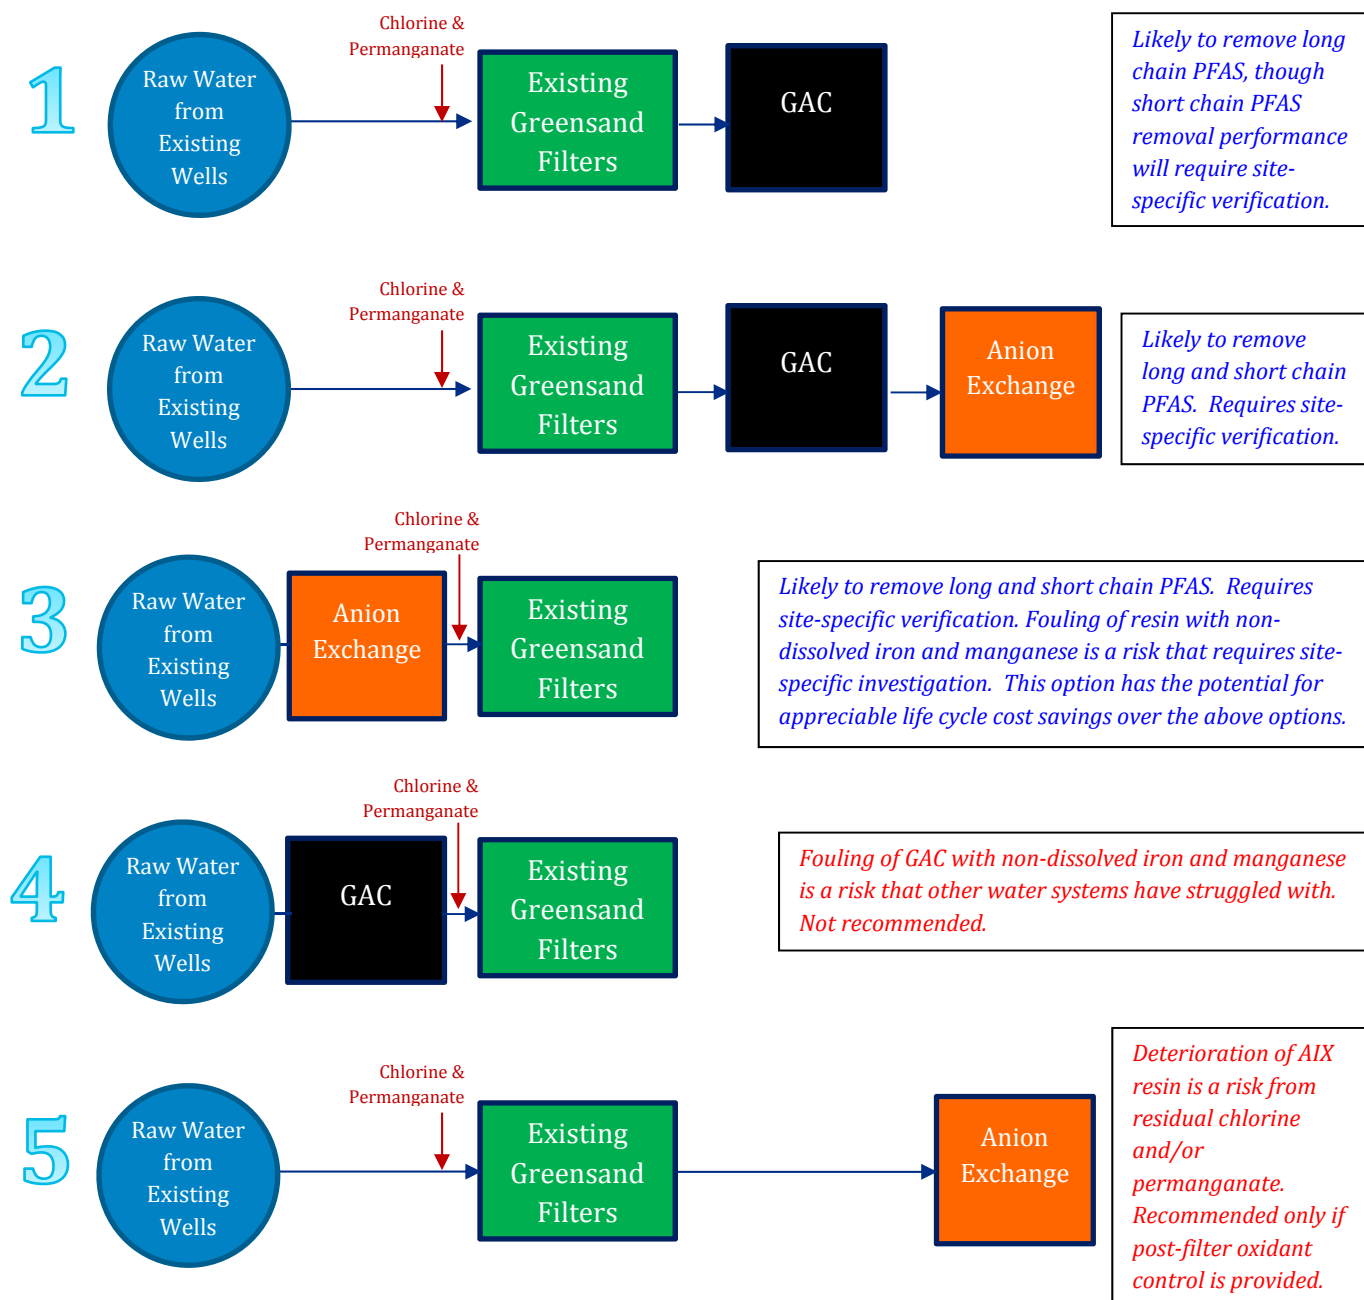 1
Raw Water
from
Existing
Wells
Chlorine &
Permanganate
Existing
Greensand
Filters
GAC
Likely to remove long
chain PFAS, though
short chain PFAS
removal performance
will require site-
specific verification.
2
Raw Water
from
Existing
Wells
Chlorine &
Permanganate
Existing
Greensand
Filters
GAC
Anion
Exchange
Likely to remove
long and short chain
PFAS.  Requires site-
specific verification.
3
Raw Water
from
Existing
Wells
Anion
Exchange
Chlorine &
Permanganate
Existing
Greensand
Filters
Likely to remove long and short chain PFAS.  Requires
site-specific verification. Fouling of resin with non-
dissolved iron and manganese is a risk that requires site-
specific investigation.  This option has the potential for
appreciable life cycle cost savings over the above options.
4
Raw Water
from
Existing
Wells
GAC
Chlorine &
Permanganate
Existing
Greensand
Filters
Fouling of GAC with non-dissolved iron and manganese
is a risk that other water systems have struggled with.
Not recommended.
5
Raw Water
from
Existing
Wells
Chlorine &
Permanganate
Existing
Greensand
Filters
Anion
Exchange
Deterioration of AIX
resin is a risk from
residual chlorine
and/or
permanganate.
Recommended only if
post-filter oxidant
control is provided.